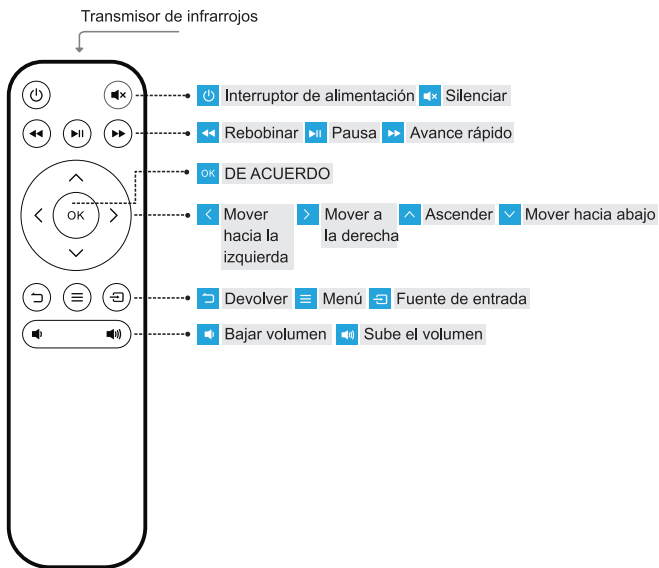 Transmisor de infrarrojos
Interruptor de alimentación Silenciar
Rebobinar Pausa Avance rápido
OK DE ACUERDO
OK
Mover hacia la izquierda Mover a la derecha Ascender Mover hacia abajo
Devolver Menú Fuente de entrada
Bajar volumen Sube el volumen